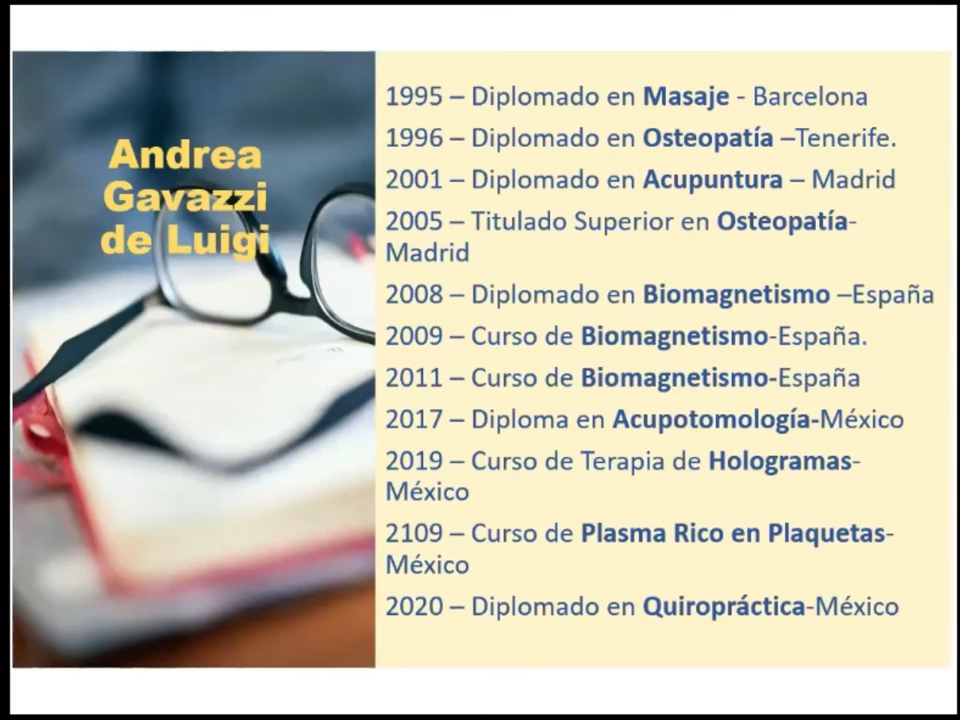 Andrea
Gavazzi
de Luigi
1995 – Diplomado en Masaje - Barcelona
1996 – Diplomado en Osteopatía –Tenerife.
2001 – Diplomado en Acupuntura – Madrid
2005 – Titulado Superior en Osteopatía-
Madrid
2008 – Diplomado en Biomagnetismo –España
2009 – Curso de Biomagnetismo-España.
2011 – Curso de Biomagnetismo-España
2017 – Diploma en Acupotomología-México
2019 – Curso de Terapia de Hologramas-
México
2109 – Curso de Plasma Rico en Plaquetas-
México
2020 – Diplomado en Quiropráctica-México